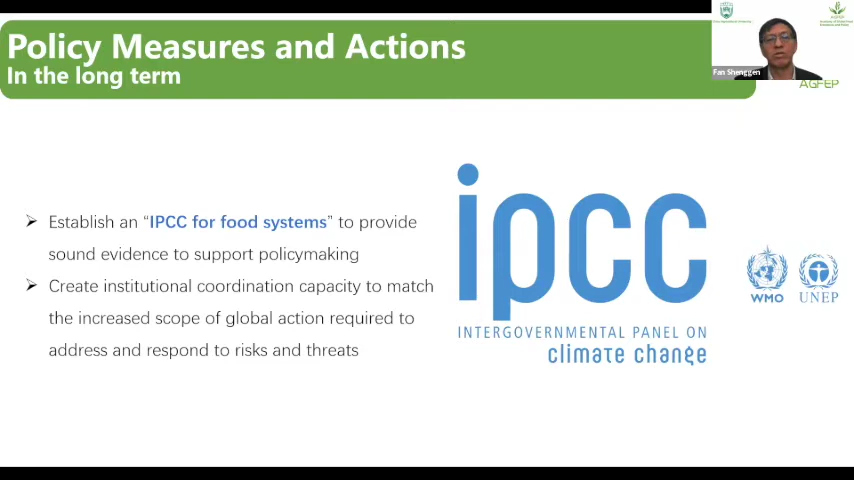 Policy Measures and Actions
In the long term
Fan Shenggen
AGFEP
➢ Establish an “IPCC for food systems” to provide
sound evidence to support policymaking
➢ Create institutional coordination capacity to match
the increased scope of global action required to
address and respond to risks and threats
ipcc
INTERGOVERNMENTAL PANEL ON
climate change
WMO
UNEP